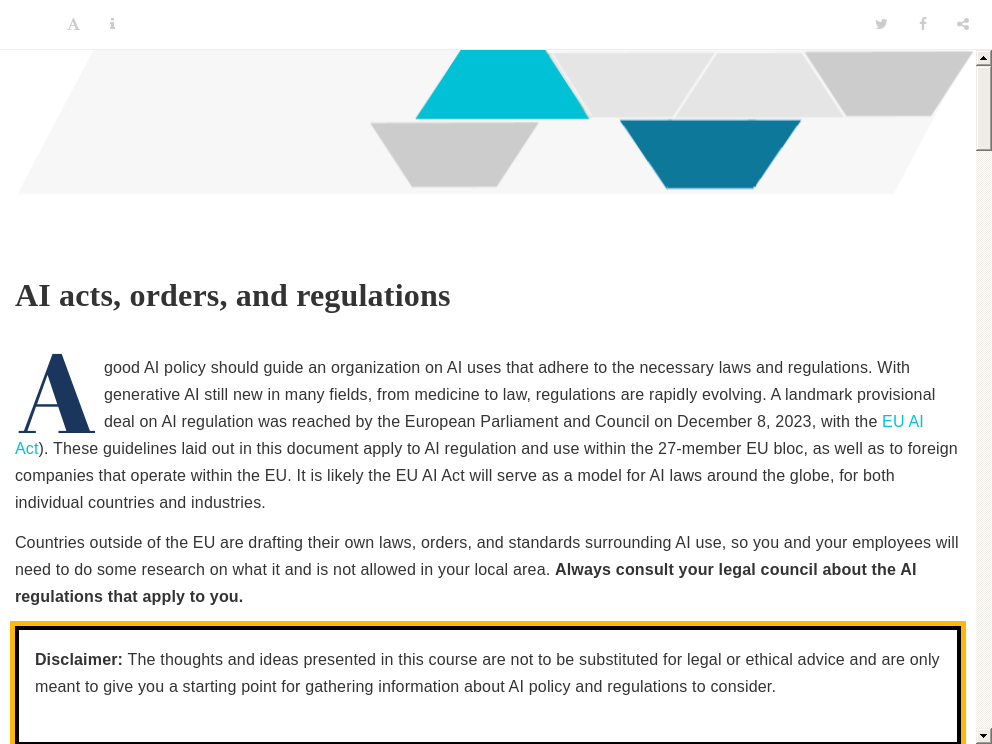 AI acts, orders, and regulations
A good AI policy should guide an organization on AI uses that adhere to the necessary laws and regulations. With
generative AI still new in many fields, from medicine to law, regulations are rapidly evolving. A landmark provisional
deal on AI regulation was reached by the European Parliament and Council on December 8, 2023, with the EU AI
Act). These guidelines laid out in this document apply to AI regulation and use within the 27-member EU bloc, as well as to foreign
companies that operate within the EU. It is likely the EU AI Act will serve as a model for AI laws around the globe, for both
individual countries and industries.
Countries outside of the EU are drafting their own laws, orders, and standards surrounding AI use, so you and your employees will
need to do some research on what it and is not allowed in your local area. Always consult your legal council about the AI
regulations that apply to you.
Disclaimer: The thoughts and ideas presented in this course are not to be substituted for legal or ethical advice and are only
meant to give you a starting point for gathering information about AI policy and regulations to consider.